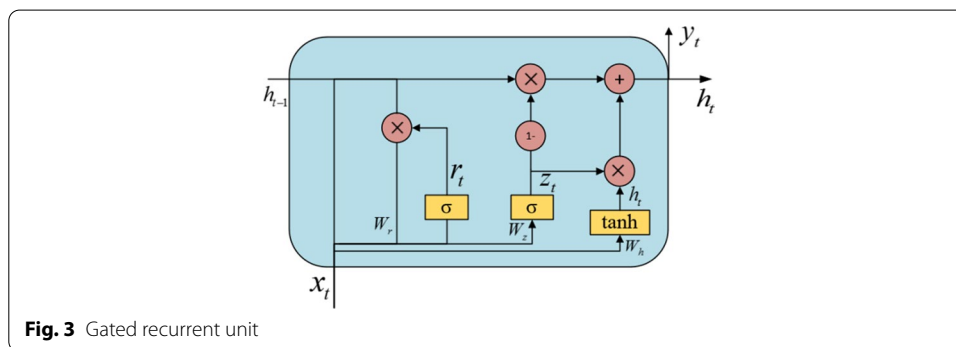 y_t
h_{t-1}
×
+
h_t
×
1-
r_t
z_t
×
h_t
σ
σ
tanh
W_r
W_z
W_h
x_t
Fig. 3 Gated recurrent unit